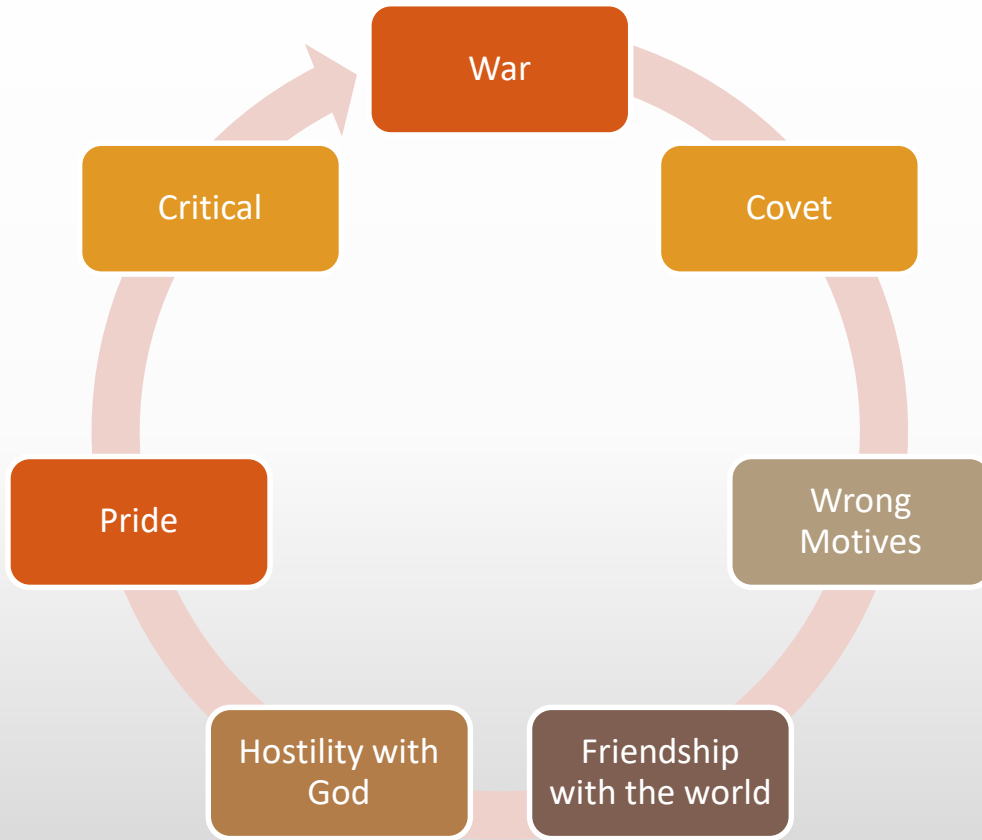 War
Covet
Wrong
Motives
Friendship
with the world
Hostility with
God
Pride
Critical